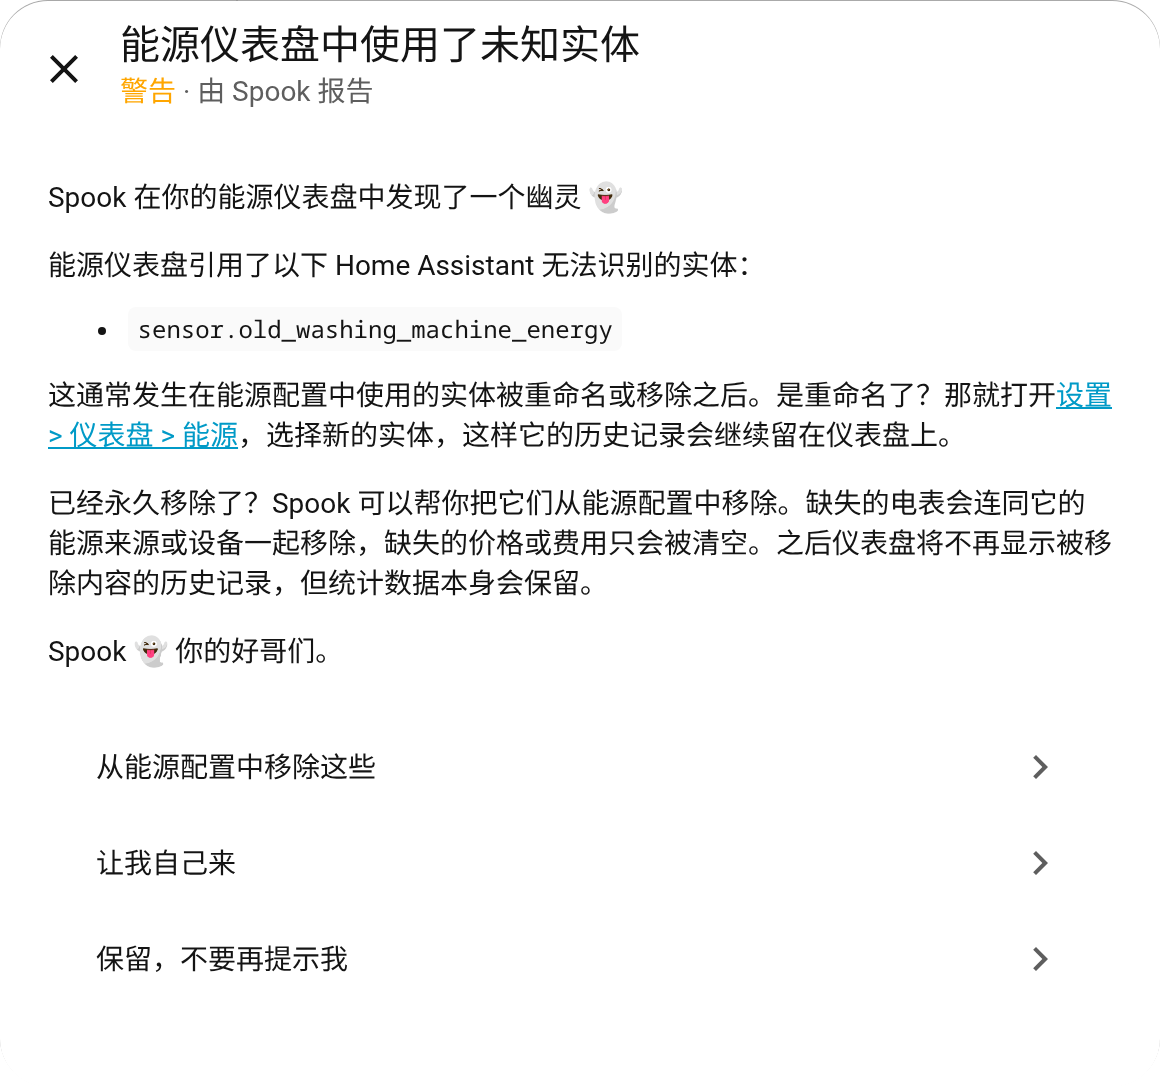 能源仪表盘中使用了未知实体
警告 · 由 Spook 报告
Spook 在你的能源仪表盘中发现了一个幽灵 👻
能源仪表盘引用了以下 Home Assistant 无法识别的实体：
• sensor.old_washing_machine_energy
这通常发生在能源配置中使用的实体被重命名或移除之后。是重命名了？那就打开设置
> 仪表盘 > 能源，选择新的实体，这样它的历史记录会继续留在仪表盘上。
已经永久移除了？Spook 可以帮你把它们从能源配置中移除。缺失的电表会连同它的
能源来源或设备一起移除，缺失的价格或费用只会被清空。之后仪表盘将不再显示被移
除内容的历史记录，但统计数据本身会保留。
Spook 👻 你的好哥们。
从能源配置中移除这些
让我自己来
保留，不要再提示我